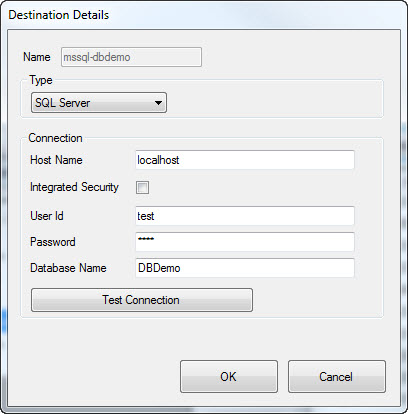 Destination Details
Name mssql-dbdemo
Type
SQL Server
Connection
Host Name localhost
Integrated Security
User Id test
Password ****
Database Name DBDemo
Test Connection
OK Cancel